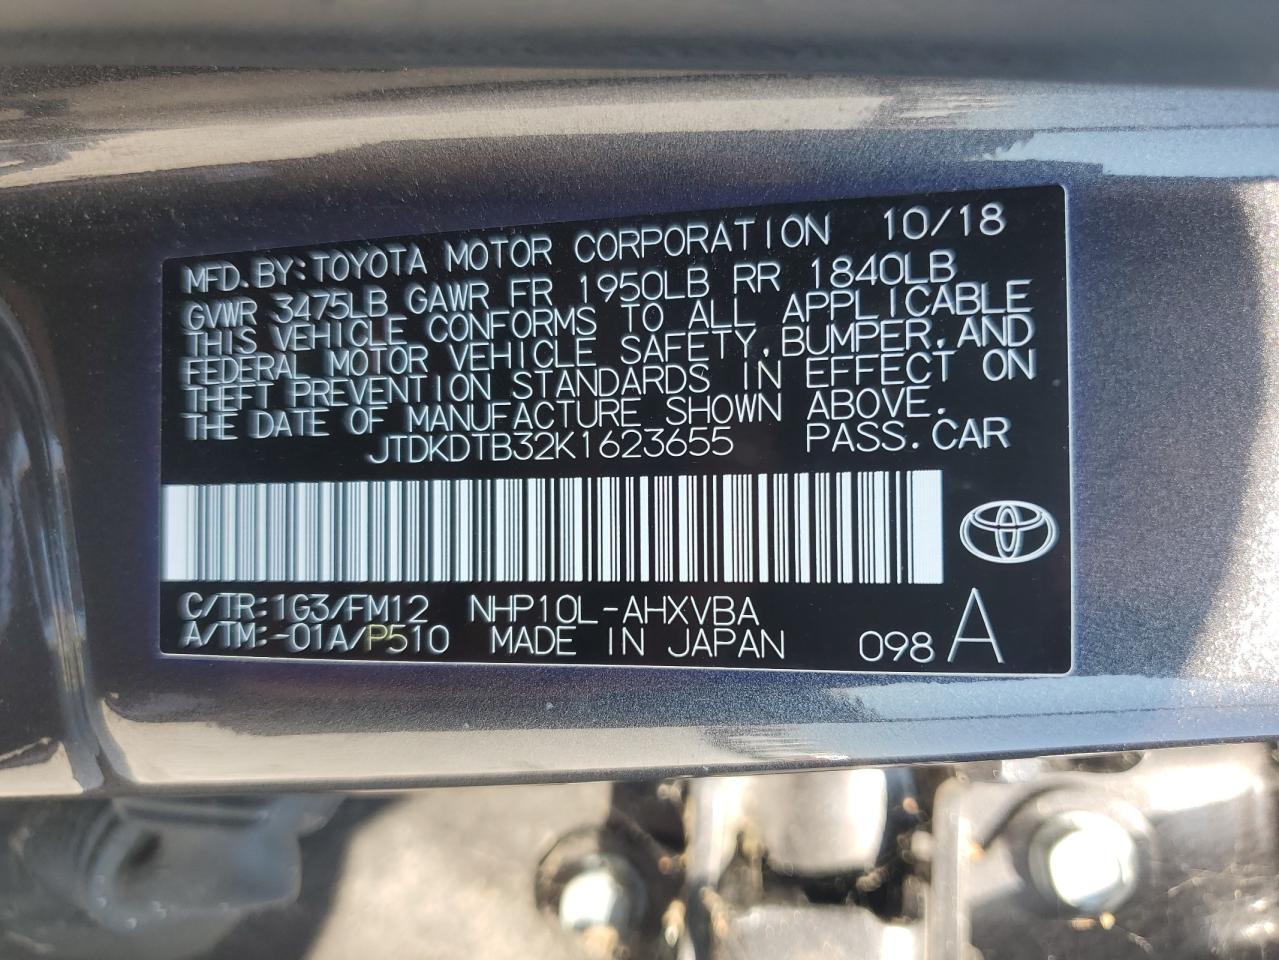 MFD.BY:TOYOTA MOTOR CORPORATION 10/18
GVWR 3475LB GAWR FR 1950LB RR 1840LB
THIS VEHICLE CONFORMS TO ALL APPLICABLE
FEDERAL MOTOR VEHICLE SAFETY,BUMPER,AND
THEFT PREVENTION STANDARDS IN EFFECT ON
THE DATE OF MANUFACTURE SHOWN ABOVE.
JTDKDTB32K1623655 PASS.CAR
C/TR:1G3/FM12 NHP10L-AHXVBA
A/TM:-01A/P510 MADE IN JAPAN 098 A